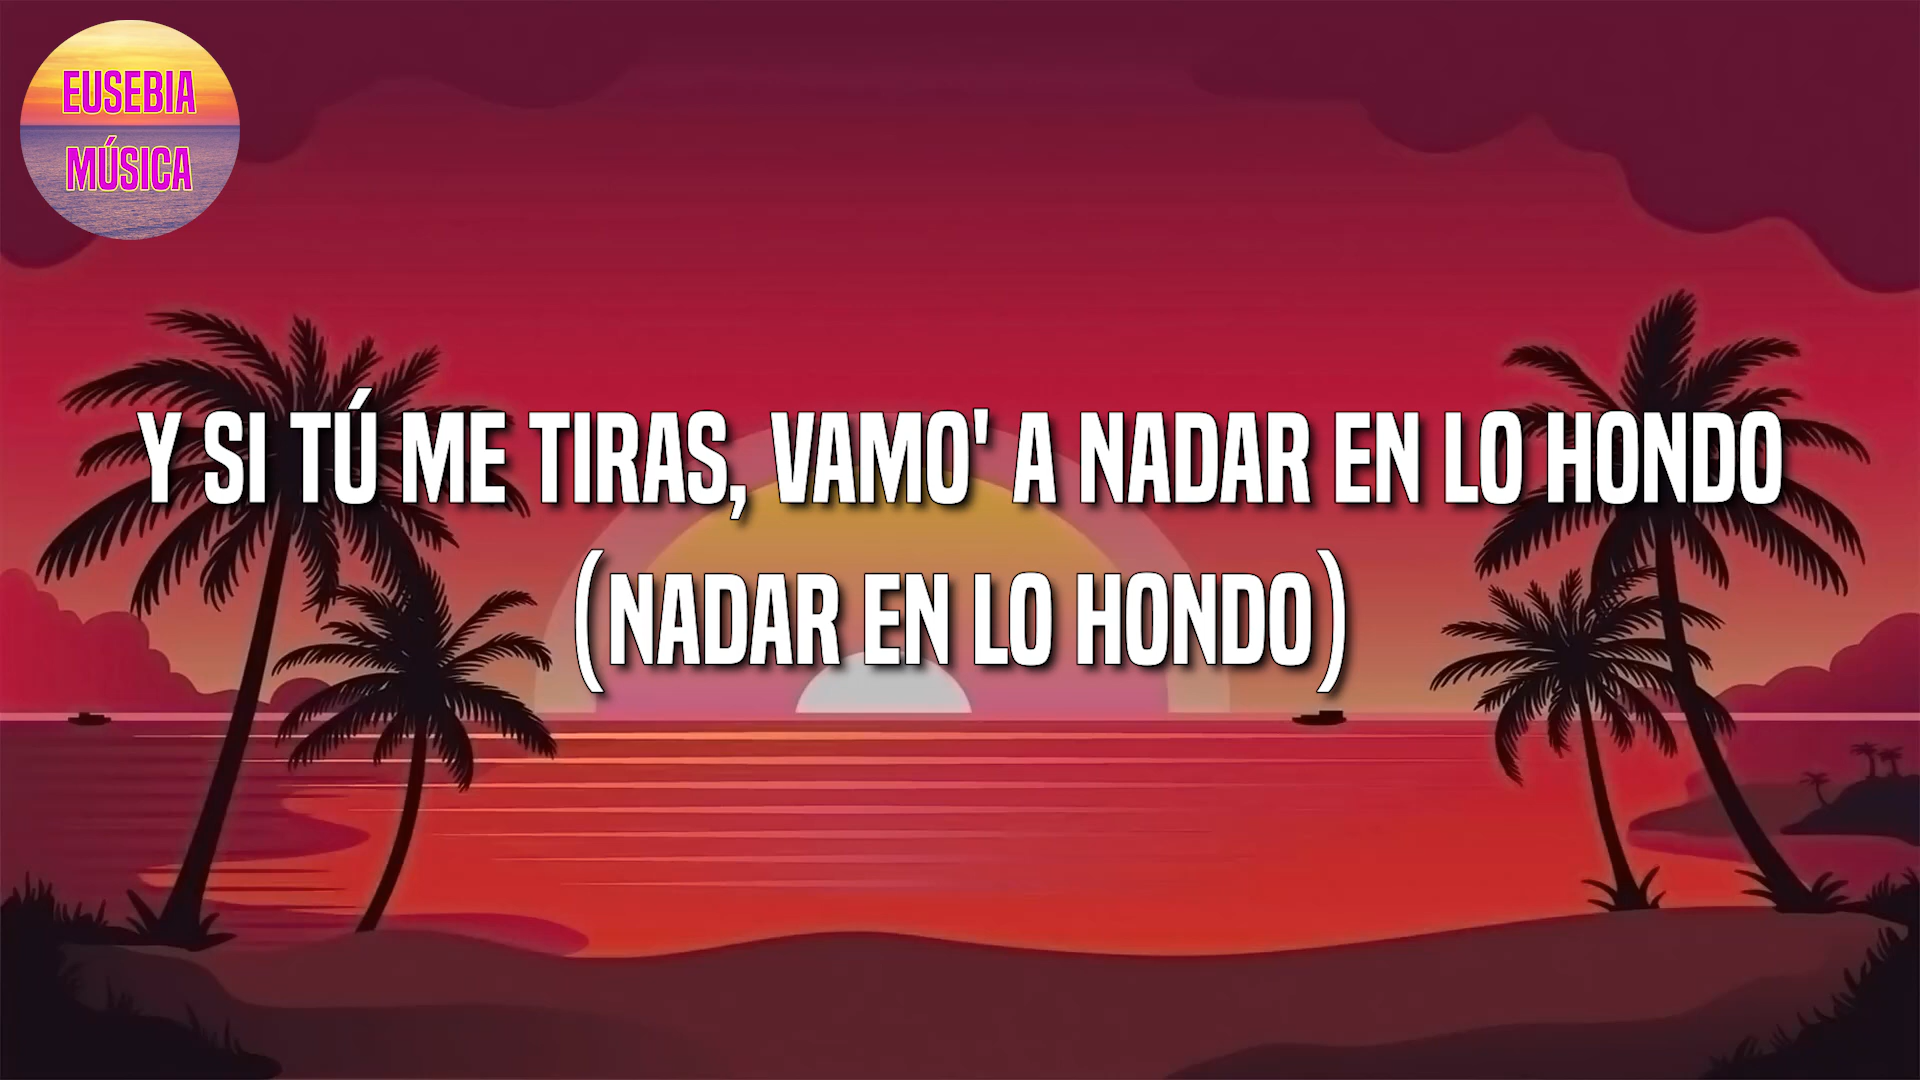 EUSEBIA
MÚSICA
Y SI TÚ ME TIRAS, VAMO' A NADAR EN LO HONDO
(NADAR EN LO HONDO)